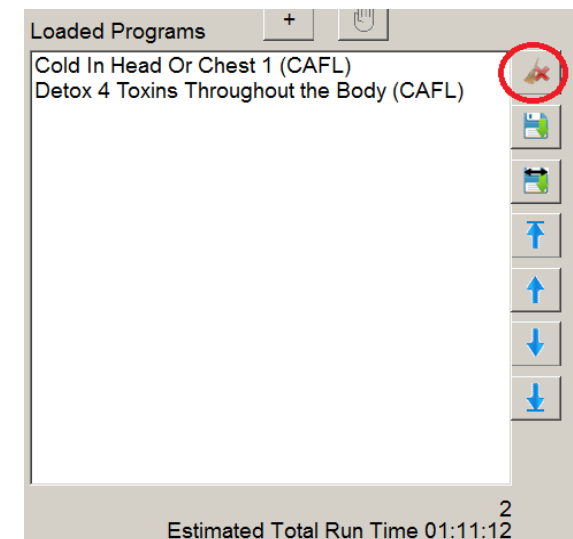 Loaded Programs
+
Cold In Head Or Chest 1 (CAFL)
Detox 4 Toxins Throughout the Body (CAFL)
2
Estimated Total Run Time 01:11:12